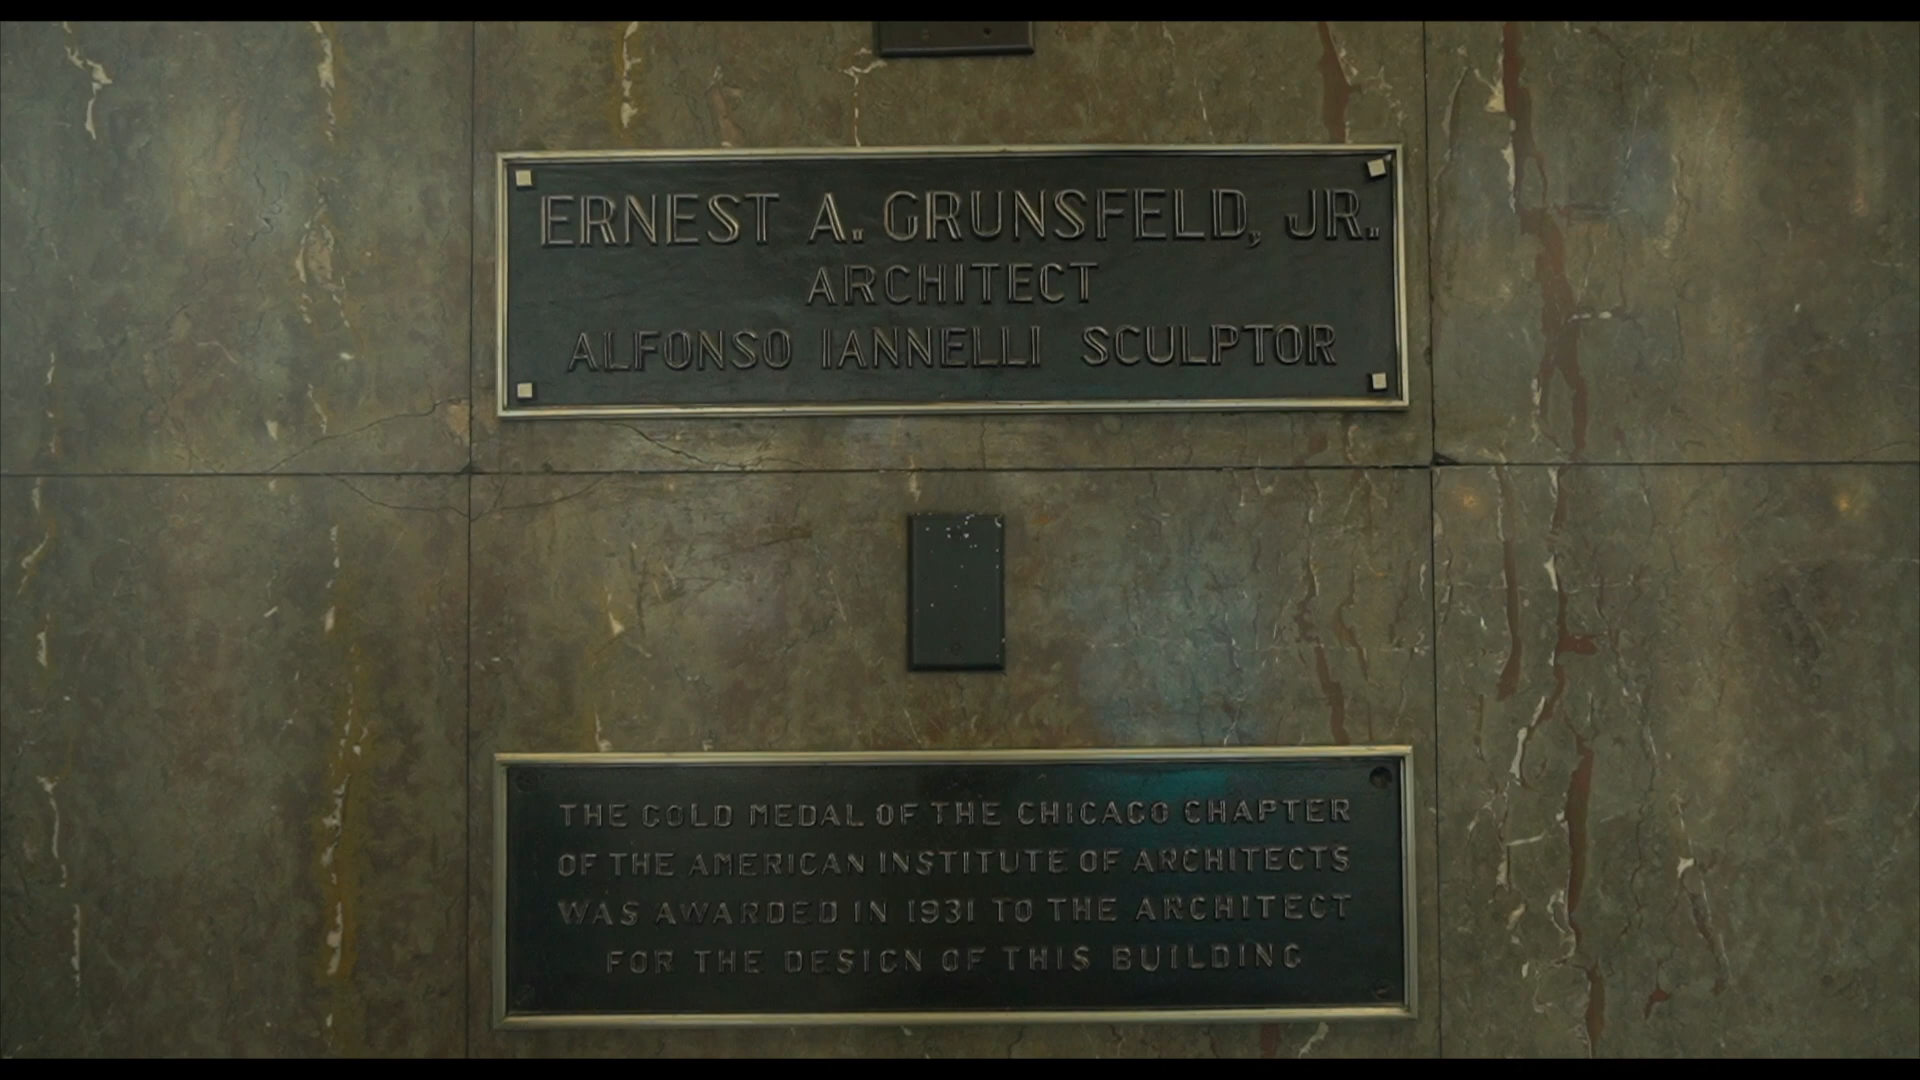 ERNEST A. GRUNSFELD, JR.
ARCHITECT
ALFONSO IANNELLI SCULPTOR
THE GOLD MEDAL OF THE CHICAGO CHAPTER
OF THE AMERICAN INSTITUTE OF ARCHITECTS
WAS AWARDED IN 1931 TO THE ARCHITECT
FOR THE DESIGN OF THIS BUILDING